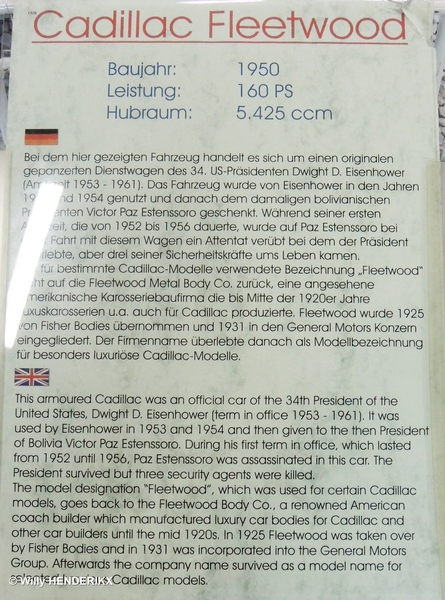 Cadillac Fleetwood
Baujahr: 1950
Leistung: 160 PS
Hubraum: 5.425 ccm
Bei dem hier gezeigten Fahrzeug handelt es sich um einen originalen
gepanzerten Dienstwagen des 34. US-Präsidenten Dwight D. Eisenhower
1953 - 1961). Das Fahrzeug wurde von Eisenhower in den Jahren
und 1954 genutzt und danach dem damaligen bolivianischen
Victor Paz Estenssoro geschenkt. Während seiner ersten
die von 1952 bis 1956 dauerte, wurde auf Paz Estenssoro bei
Fahrt mit diesem Wagen ein Attentat verübt bei dem der Präsident
aber drei seiner Sicherheitskräfte ums Leben kamen.
für bestimmte Cadillac-Modelle verwendete Bezeichnung „Fleetwood"
auf die Fleetwood Metal Body Co. zurück, eine angesehene
amerikanische Karosseriebaufirma die bis Mitte der 1920er Jahre
Luxuskarosserien u.a. auch für Cadillac produzierte. Fleetwood wurde 1925
von Fisher Bodies übernommen und 1931 in den General Motors Konzern
eingegliedert. Der Firmenname überlebte danach als Modellbezeichnung
für besonders luxuriöse Cadillac-Modelle.
This armoured Cadillac was an official car of the 34th President of the
United States, Dwight D. Eisenhower (term in office 1953 - 1961). It was
used by Eisenhower in 1953 and 1954 and then given to the then President
of Bolivia Victor Paz Estenssoro. During his first term in office, which lasted
from 1952 until 1956, Paz Estenssoro was assassinated in this car. The
President survived but three security agents were killed.
The model designation "Fleetwood", which was used for certain Cadillac
models, goes back to the Fleetwood Body Co., a renowned American
coach builder which manufactured luxury car bodies for Cadillac and
other car builders until the mid 1920s. In 1925 Fleetwood was taken over
by Fisher Bodies and in 1931 was incorporated into the General Motors
Group. Afterwards the company name survived as a model name for
Cadillac models.
© Willy HENDERIKX